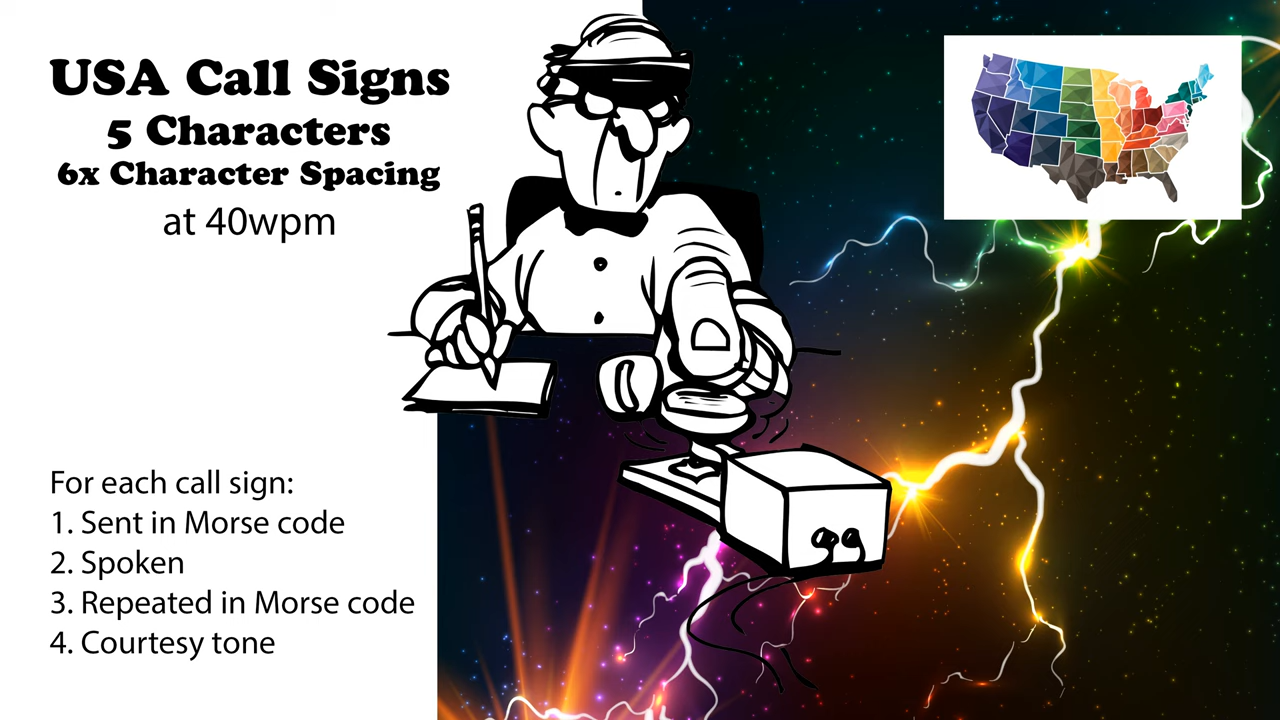 USA Call Signs
5 Characters
6x Character Spacing
at 40wpm
For each call sign:
1. Sent in Morse code
2. Spoken
3. Repeated in Morse code
4. Courtesy tone